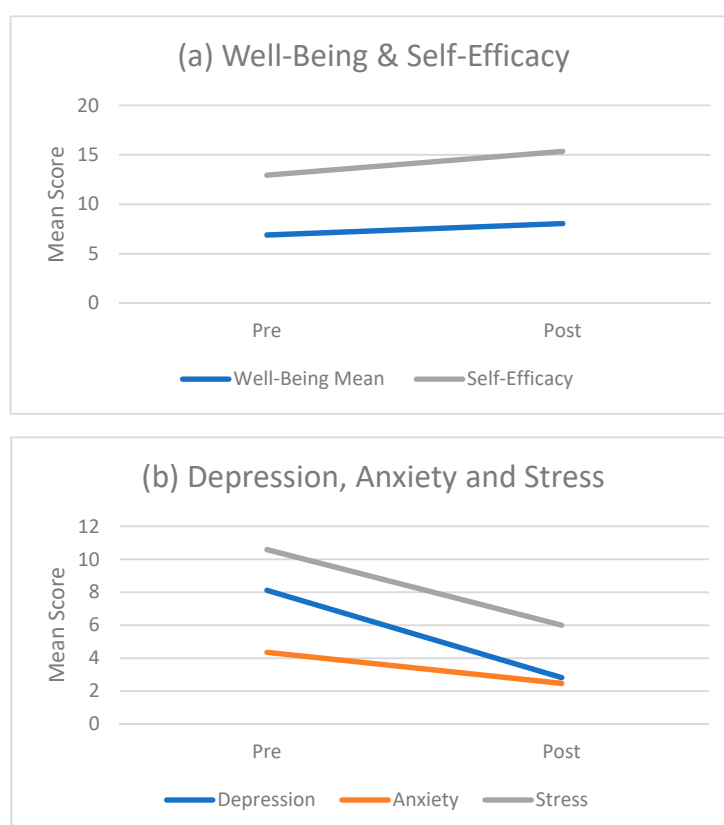 (a) Well-Being & Self-Efficacy
20
15
10
5
0
Mean Score
Pre Post
Well-Being Mean Self-Efficacy
(b) Depression, Anxiety and Stress
12
10
8
6
4
2
0
Mean Score
Pre Post
Depression Anxiety Stress